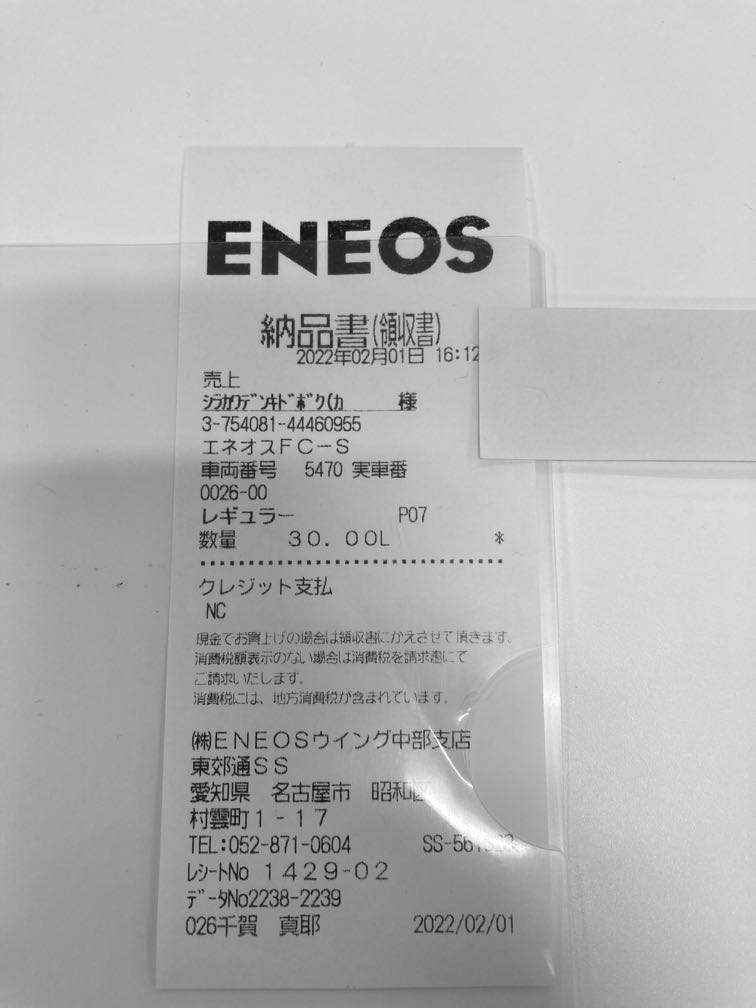 ENEOS
納品書(領収書)
2022年02月01日 16:12
売上
ｼﾗｶﾜﾃﾞﾝｷﾄﾞﾎﾞｸ(ｶ 様
3-754081-44460955
エネオスＦＣ－Ｓ
車両番号 5470 実車番
0026-00
レギュラー P07
数量 30.00L *
クレジット支払
NC
現金でお買上げの場合は領収書にかえさせて頂きます。
消費税額表示のない場合は消費税を請求書にて
ご請求いたします。
消費税には、地方消費税が含まれています。
㈱ＥＮＥＯＳウイング中部支店
東郊通ＳＳ
愛知県 名古屋市 昭和区
村雲町１-１７
TEL:052-871-0604
ﾚｼｰﾄNo １４２９-０２
ﾃﾞｰﾀNo2238-2239
026千賀 真耶 2022/02/01